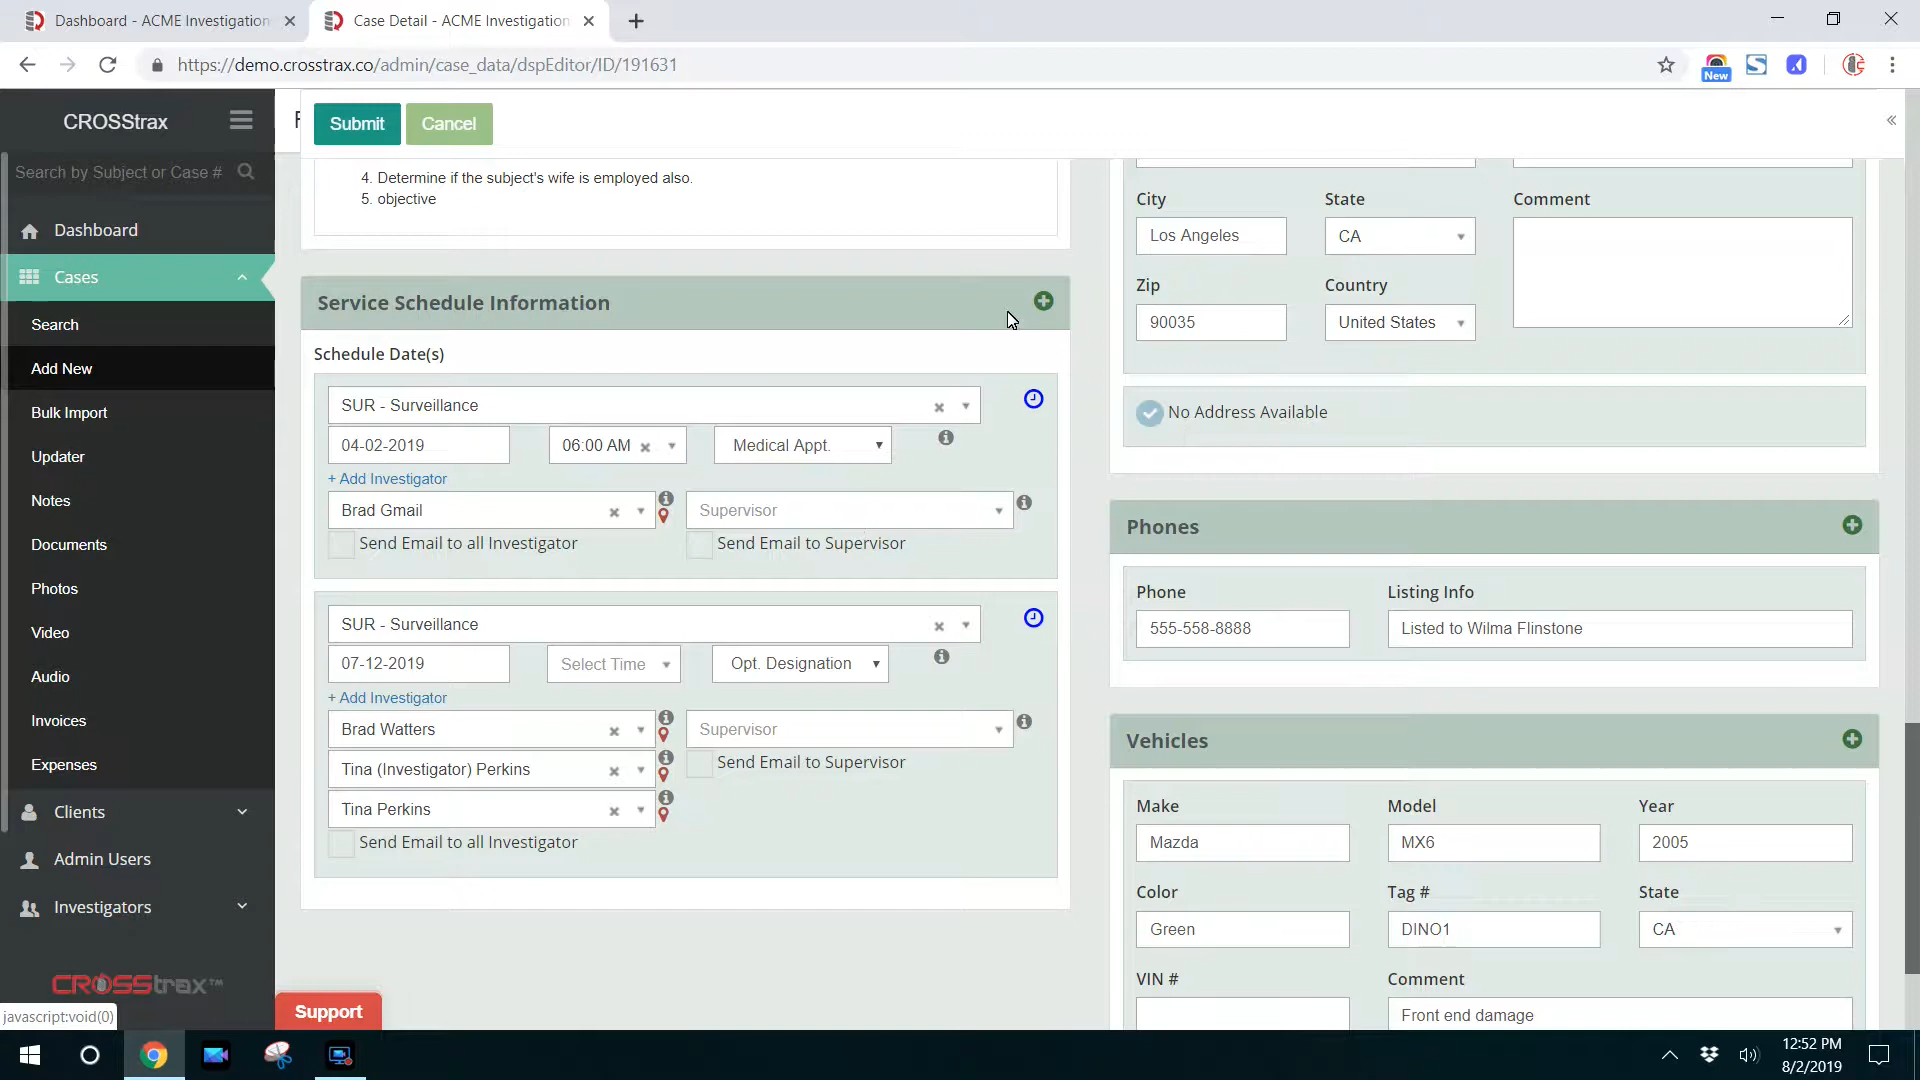 Dashboard - ACME Investigation
Case Detail - ACME Investigation
https://demo.crosstrax.co/admin/case_data/dspEditor/ID/191631
New
CROSStrax
Search by Subject or Case #
Dashboard
Cases
Search
Add New
Bulk Import
Updater
Notes
Documents
Photos
Video
Audio
Invoices
Expenses
Clients
Admin Users
Investigators
CROSStrax™
javascript:void(0)
Support
Submit
Cancel
4. Determine if the subject's wife is employed also.
5. objective
Service Schedule Information
Schedule Date(s)
SUR - Surveillance
04-02-2019
06:00 AM
Medical Appt.
+ Add Investigator
Brad Gmail
Supervisor
Send Email to all Investigator
Send Email to Supervisor
SUR - Surveillance
07-12-2019
Select Time
Opt. Designation
+ Add Investigator
Brad Watters
Supervisor
Send Email to Supervisor
Tina (Investigator) Perkins
Tina Perkins
Send Email to all Investigator
City
State
Comment
Los Angeles
CA
Zip
Country
90035
United States
No Address Available
Phones
Phone
Listing Info
555-558-8888
Listed to Wilma Flinstone
Vehicles
Make
Model
Year
Mazda
MX6
2005
Color
Tag #
State
Green
DINO1
CA
VIN #
Comment
Front end damage
12:52 PM
8/2/2019